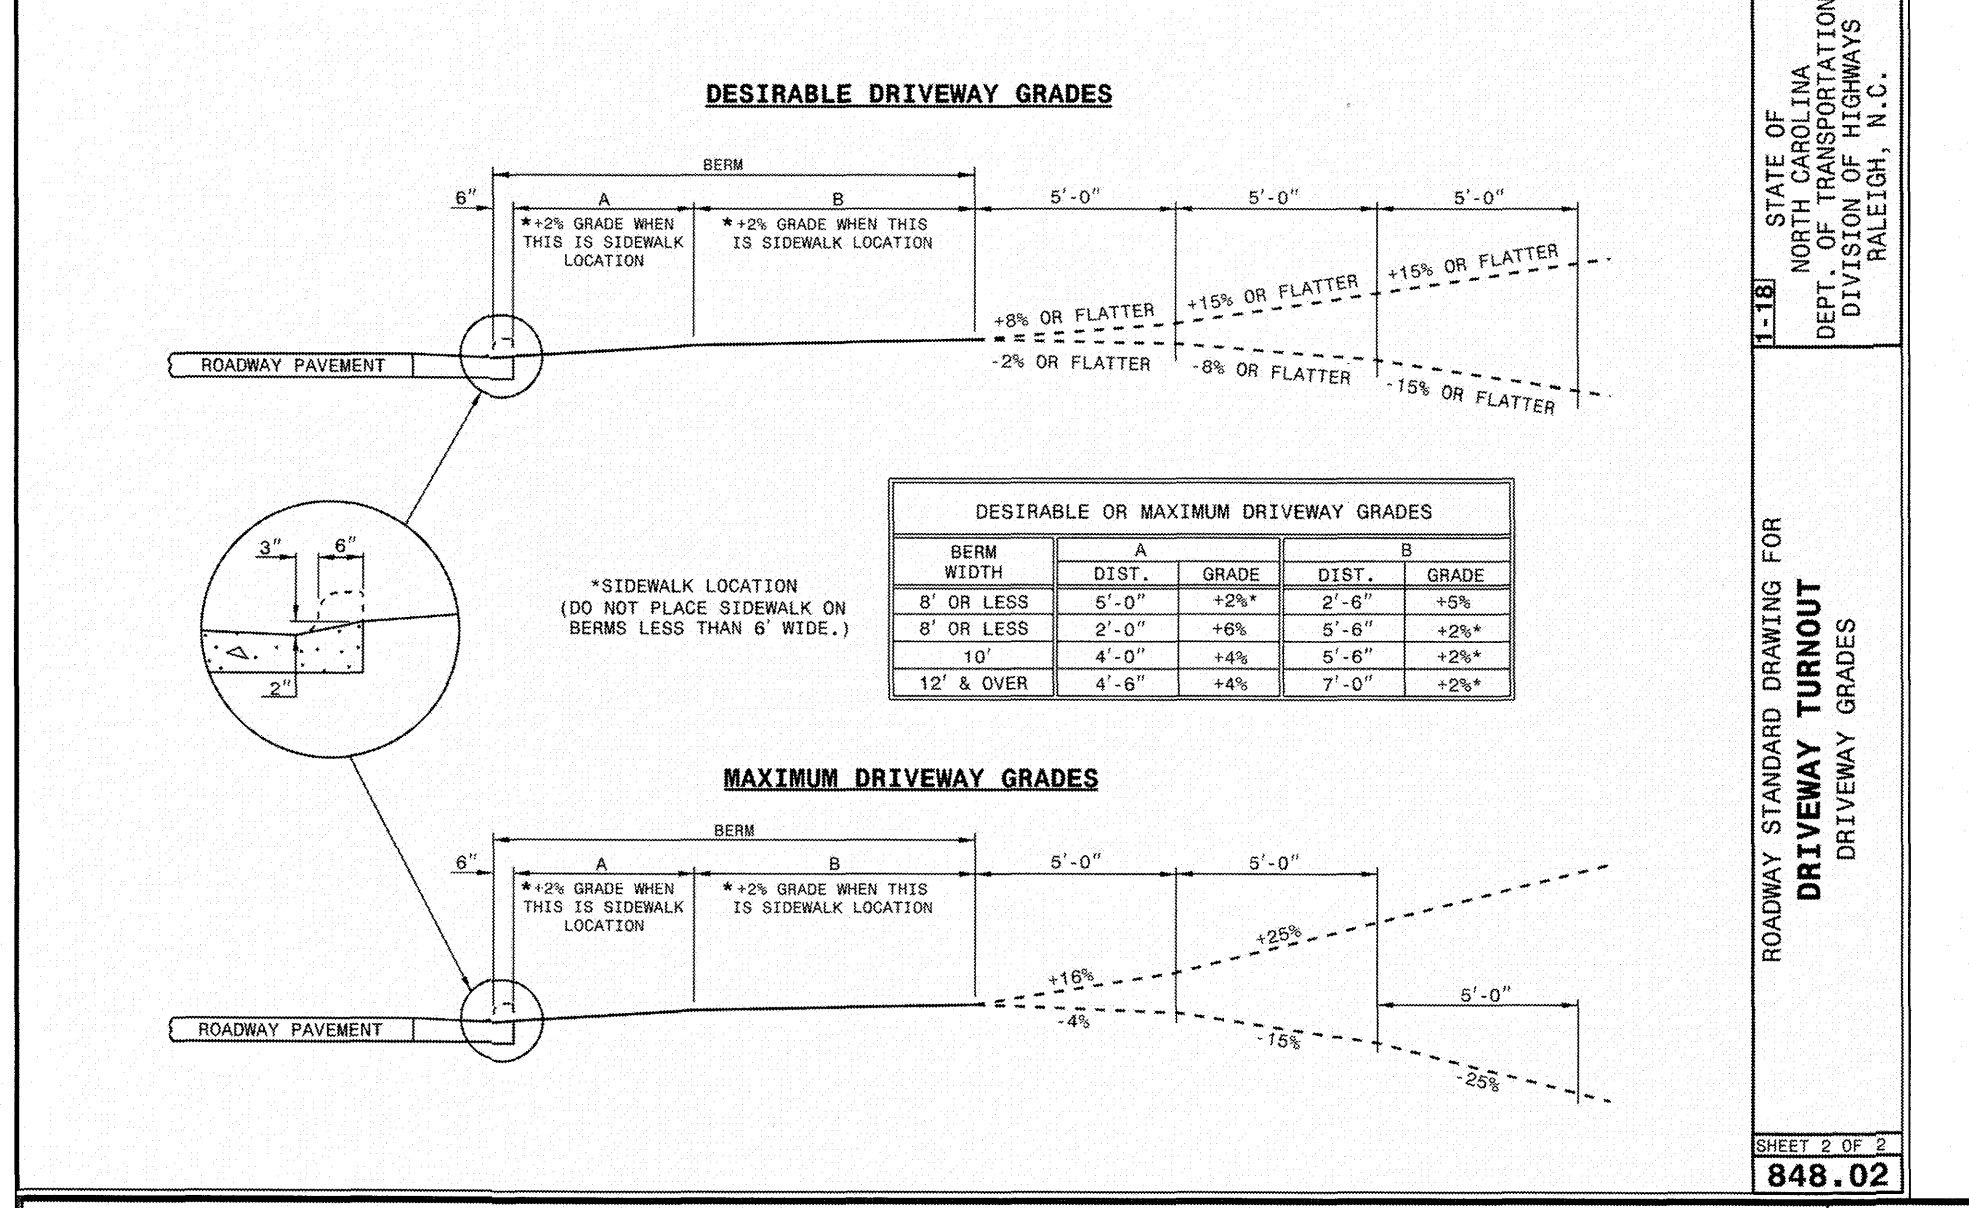 DESIRABLE DRIVEWAY GRADES
BERM
6" A B 5'-0" 5'-0" 5'-0"
*+2% GRADE WHEN
THIS IS SIDEWALK
LOCATION
*+2% GRADE WHEN THIS
IS SIDEWALK LOCATION
+8% OR FLATTER
+15% OR FLATTER
+15% OR FLATTER
-2% OR FLATTER
-8% OR FLATTER
-15% OR FLATTER
ROADWAY PAVEMENT
3" 6"
2"
*SIDEWALK LOCATION
(DO NOT PLACE SIDEWALK ON
BERMS LESS THAN 6' WIDE.)
DESIRABLE OR MAXIMUM DRIVEWAY GRADES
BERM WIDTH A B
DIST. GRADE DIST. GRADE
8' OR LESS 5'-0" +2%* 2'-6" +5%
8' OR LESS 2'-0" +6% 5'-6" +2%*
10' 4'-0" +4% 5'-6" +2%*
12' & OVER 4'-6" +4% 7'-0" +2%*
MAXIMUM DRIVEWAY GRADES
BERM
6" A B 5'-0" 5'-0"
*+2% GRADE WHEN
THIS IS SIDEWALK
LOCATION
*+2% GRADE WHEN THIS
IS SIDEWALK LOCATION
+16%
+25%
-4%
-15%
-25%
5'-0"
ROADWAY PAVEMENT
1-18
STATE OF
NORTH CAROLINA
DEPT. OF TRANSPORTATION
DIVISION OF HIGHWAYS
RALEIGH, N.C.
ROADWAY STANDARD DRAWING FOR
DRIVEWAY TURNOUT
DRIVEWAY GRADES
SHEET 2 OF 2
848.02